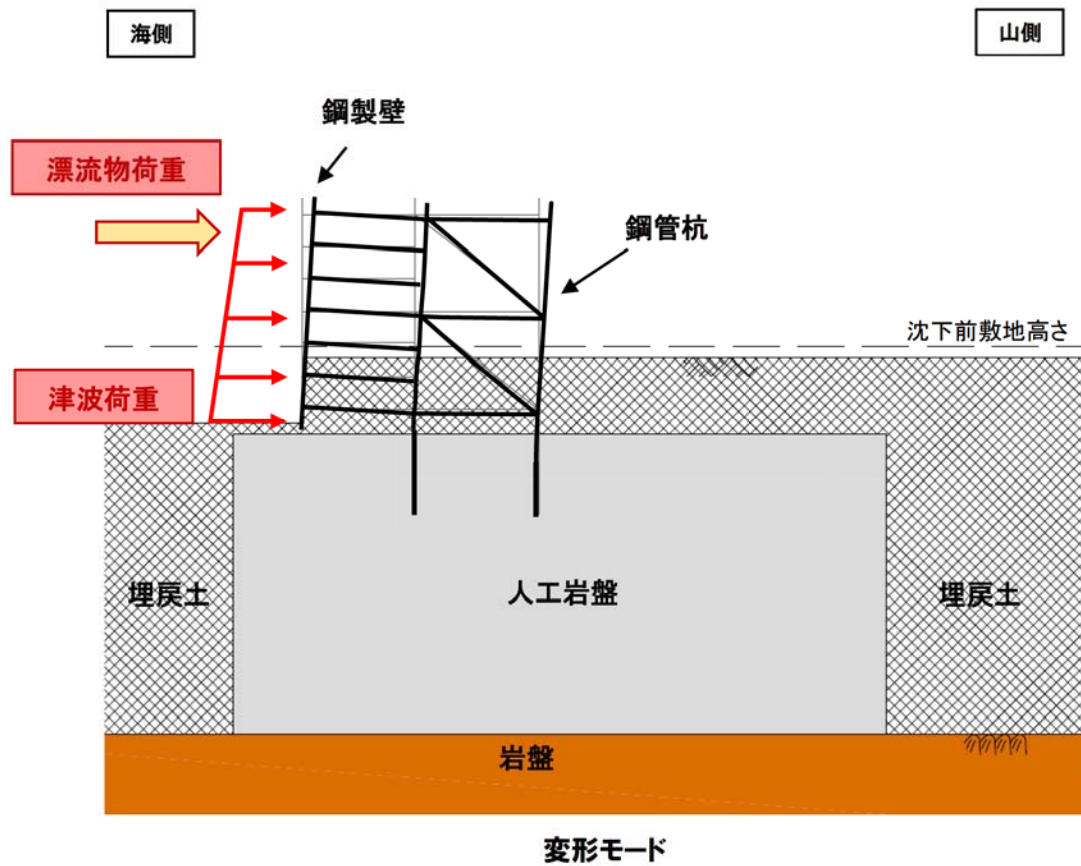 海側
山側
鋼製壁
漂流物荷重
鋼管杭
沈下前敷地高さ
津波荷重
埋戻土
人工岩盤
埋戻土
岩盤
変形モード